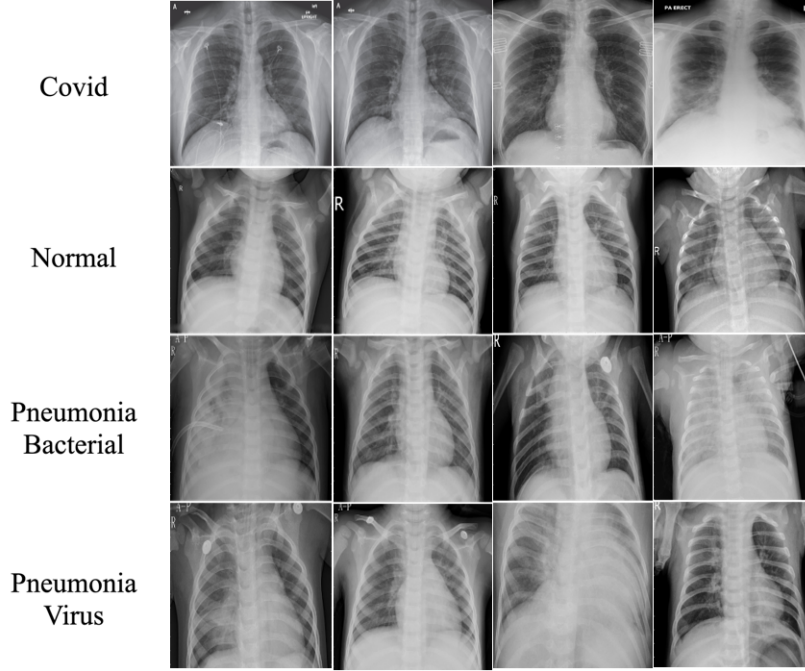 A
A
PA ERECT
Covid
R
R
R
Normal
A-P
R
R
A-P
R
Pneumonia
Bacterial
A-P
R
A-P
R
Pneumonia
Virus